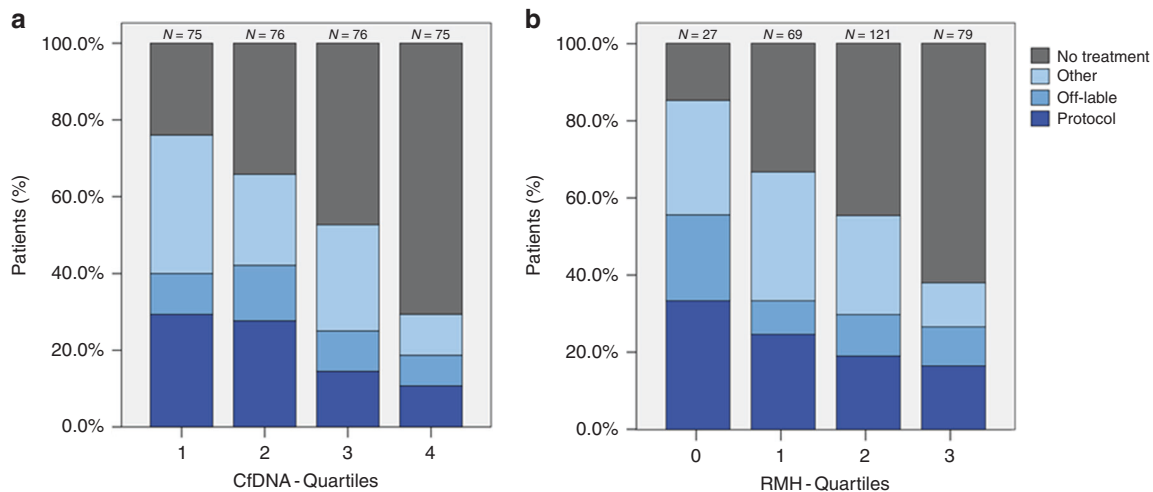 a
N = 75 N = 76 N = 76 N = 75
100.0%
80.0%
60.0%
40.0%
20.0%
0.0%
Patients (%)
1 2 3 4
CfDNA - Quartiles
b
N = 27 N = 69 N = 121 N = 79
100.0%
80.0%
60.0%
40.0%
20.0%
0.0%
Patients (%)
0 1 2 3
RMH - Quartiles
No treatment
Other
Off-lable
Protocol